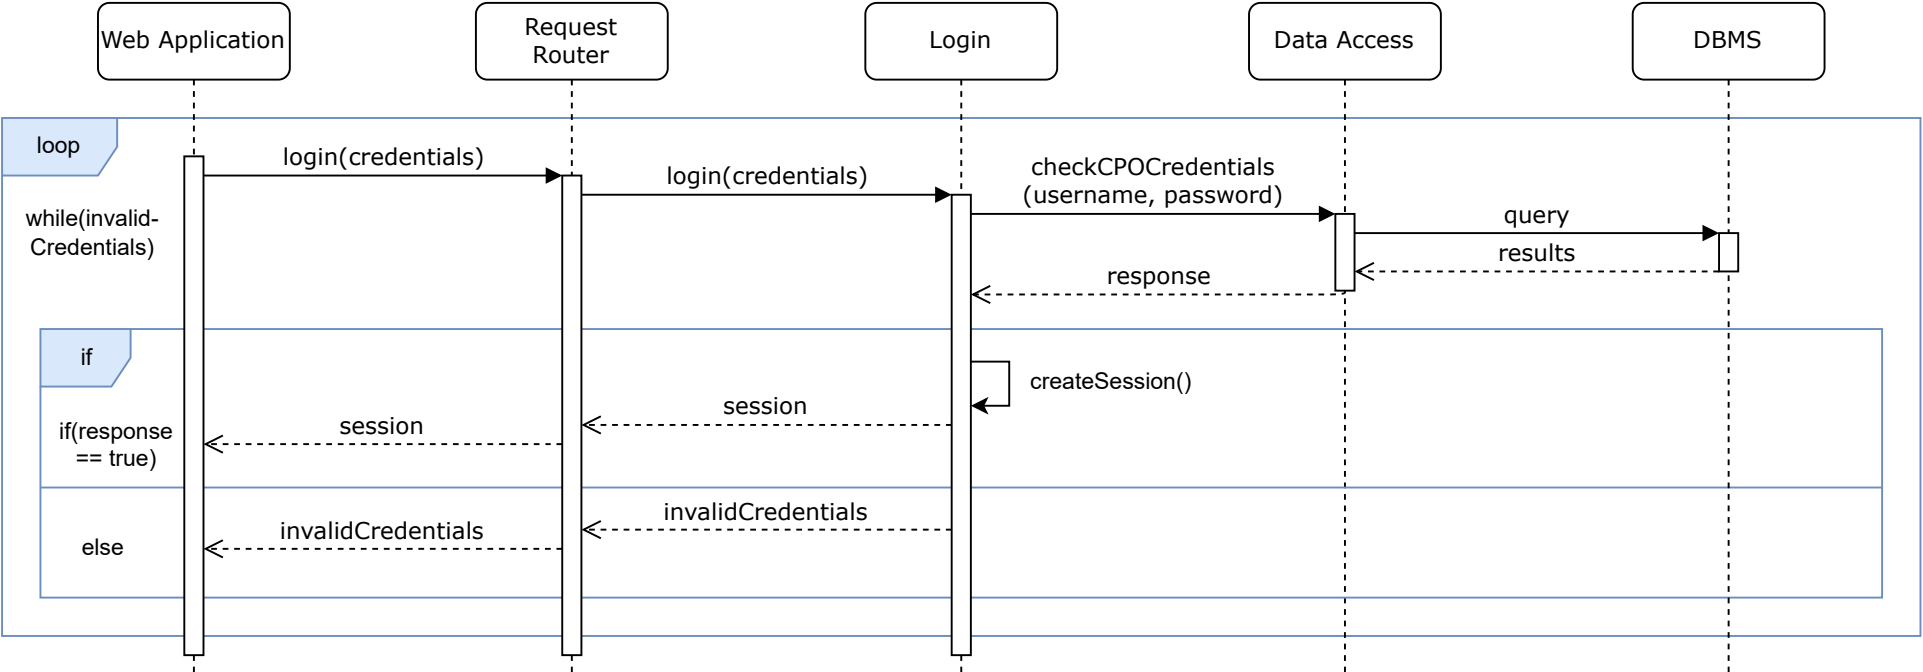 Web Application
Request
Router
Login
Data Access
DBMS
loop
while(invalid-
Credentials)
login(credentials)
login(credentials)
checkCPOCredentials
(username, password)
query
results
response
if
if(response
== true)
createSession()
session
session
else
invalidCredentials
invalidCredentials